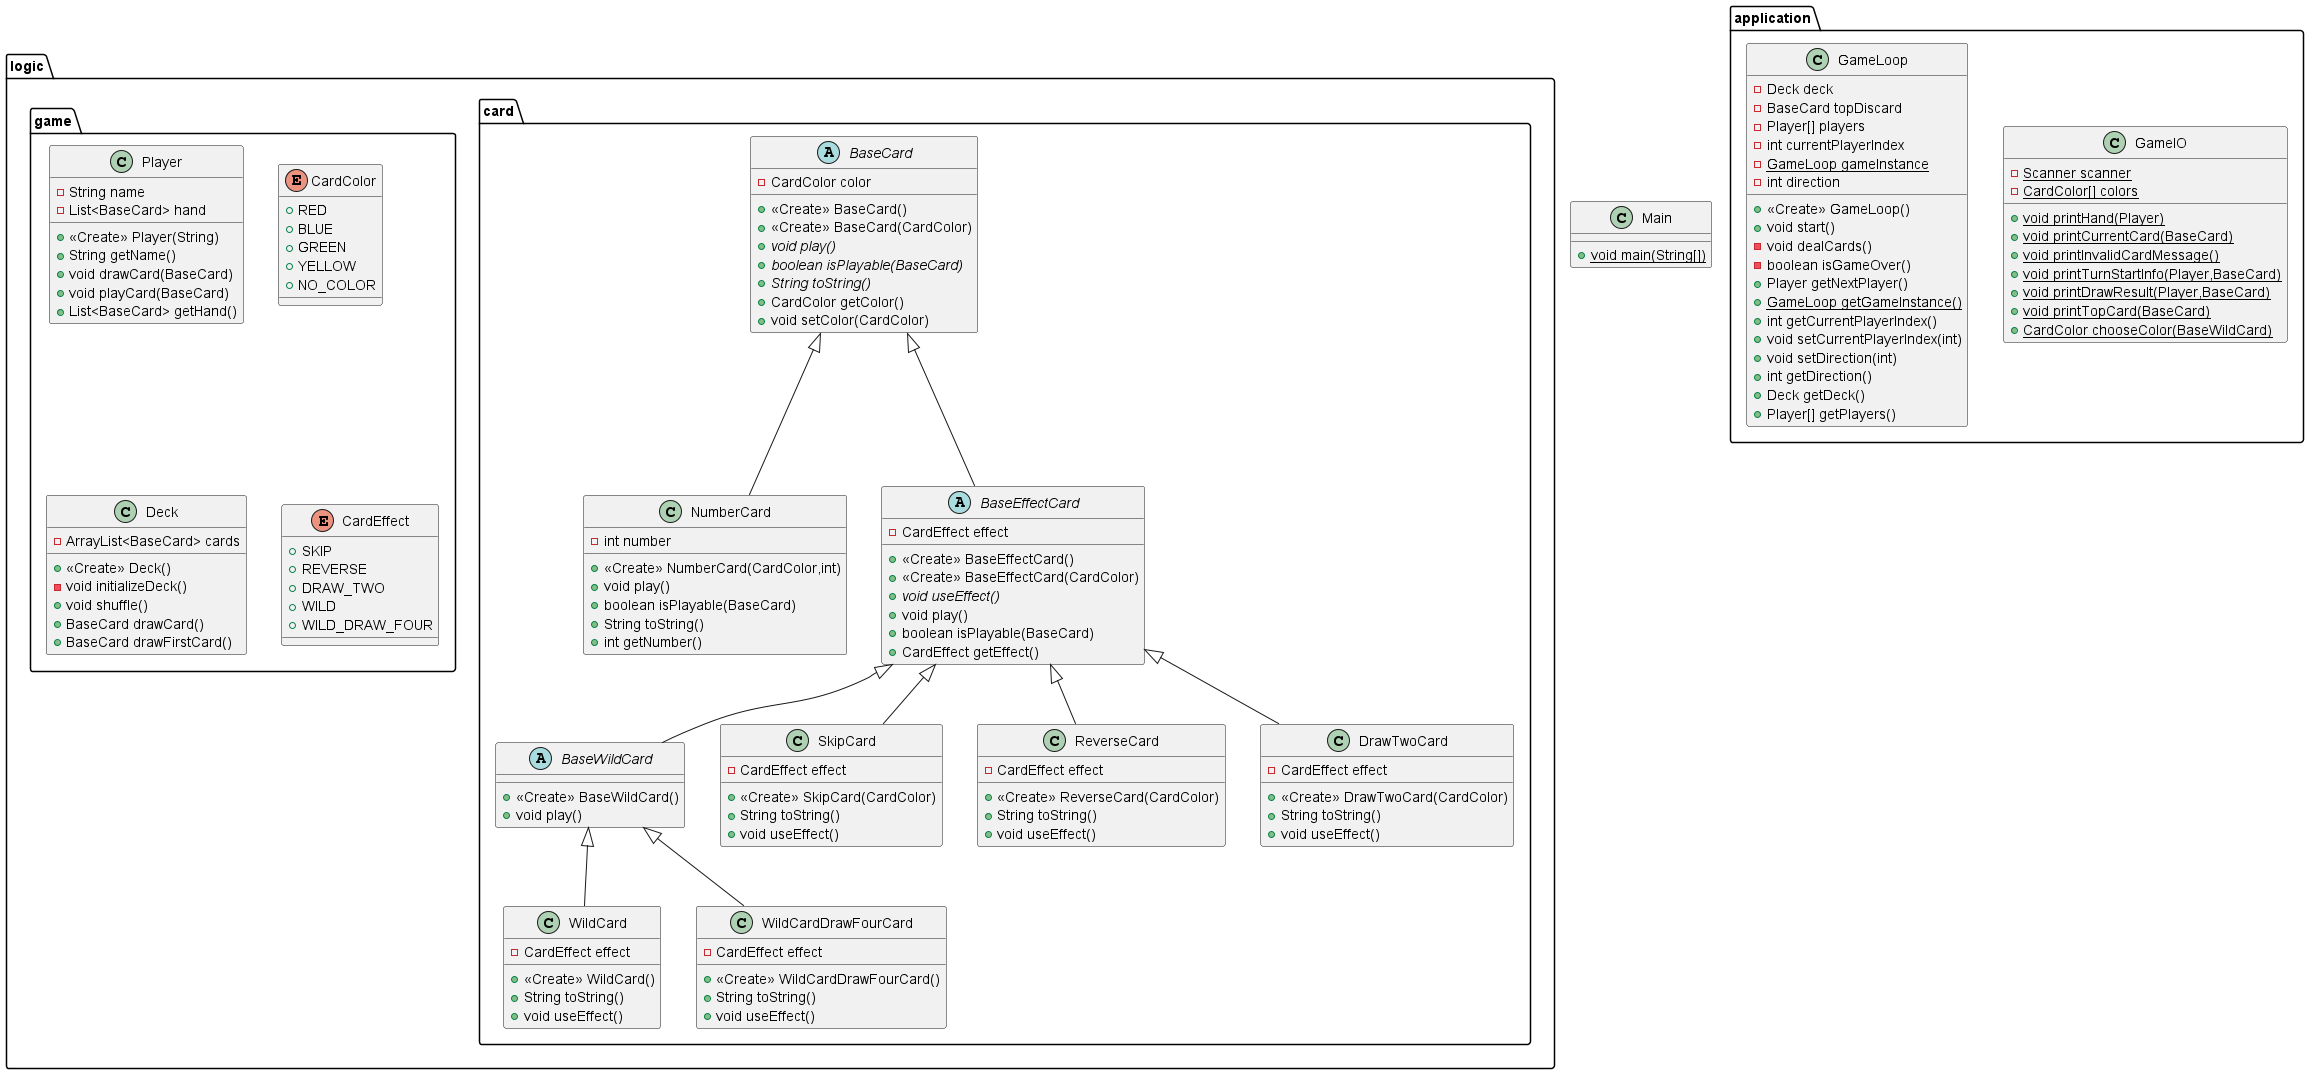 logic
game
C Player
String name
List<BaseCard> hand
«Create» Player(String)
String getName()
void drawCard(BaseCard)
void playCard(BaseCard)
List<BaseCard> getHand()
E CardColor
RED
BLUE
GREEN
YELLOW
NO_COLOR
C Deck
ArrayList<BaseCard> cards
«Create» Deck()
void initializeDeck()
void shuffle()
BaseCard drawCard()
BaseCard drawFirstCard()
E CardEffect
SKIP
REVERSE
DRAW_TWO
WILD
WILD_DRAW_FOUR
card
A BaseCard
CardColor color
«Create» BaseCard()
«Create» BaseCard(CardColor)
void play()
boolean isPlayable(BaseCard)
String toString()
CardColor getColor()
void setColor(CardColor)
C NumberCard
int number
«Create» NumberCard(CardColor,int)
void play()
boolean isPlayable(BaseCard)
String toString()
int getNumber()
A BaseEffectCard
CardEffect effect
«Create» BaseEffectCard()
«Create» BaseEffectCard(CardColor)
void useEffect()
void play()
boolean isPlayable(BaseCard)
CardEffect getEffect()
A BaseWildCard
«Create» BaseWildCard()
void play()
C SkipCard
CardEffect effect
«Create» SkipCard(CardColor)
String toString()
void useEffect()
C ReverseCard
CardEffect effect
«Create» ReverseCard(CardColor)
String toString()
void useEffect()
C DrawTwoCard
CardEffect effect
«Create» DrawTwoCard(CardColor)
String toString()
void useEffect()
C WildCard
CardEffect effect
«Create» WildCard()
String toString()
void useEffect()
C WildCardDrawFourCard
CardEffect effect
«Create» WildCardDrawFourCard()
String toString()
void useEffect()
C Main
void main(String[])
application
C GameLoop
Deck deck
BaseCard topDiscard
Player[] players
int currentPlayerIndex
GameLoop gameInstance
int direction
«Create» GameLoop()
void start()
void dealCards()
boolean isGameOver()
Player getNextPlayer()
GameLoop getGameInstance()
int getCurrentPlayerIndex()
void setCurrentPlayerIndex(int)
void setDirection(int)
int getDirection()
Deck getDeck()
Player[] getPlayers()
C GameIO
Scanner scanner
CardColor[] colors
void printHand(Player)
void printCurrentCard(BaseCard)
void printInvalidCardMessage()
void printTurnStartInfo(Player,BaseCard)
void printDrawResult(Player,BaseCard)
void printTopCard(BaseCard)
CardColor chooseColor(BaseWildCard)